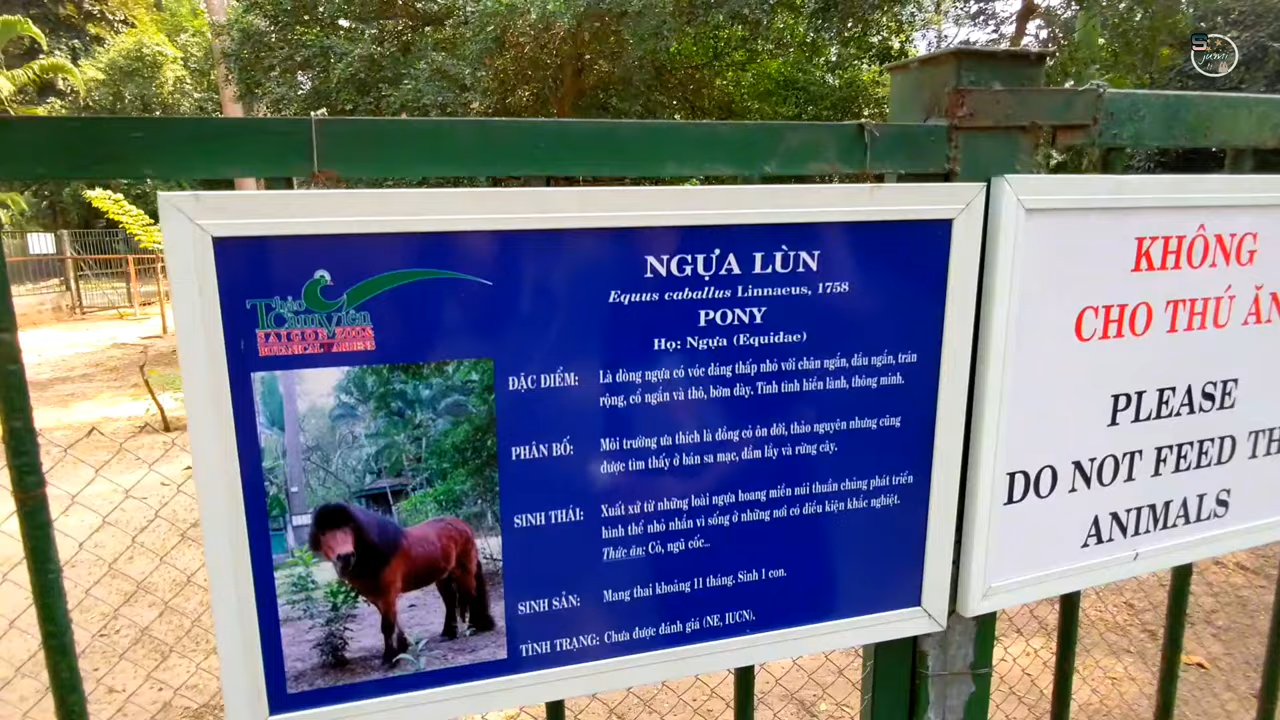 NGỰA LÙN
Equus caballus Linnaeus, 1758
PONY
Họ: Ngựa (Equidae)
Thảo
Cầm Viên
SAIGON ZOO &
BOTANICAL GARDENS
ĐẶC ĐIỂM: Là dòng ngựa có vóc dáng thấp nhỏ với chân ngắn, đầu ngắn, trán
rộng, cổ ngắn và thô, bờm dày. Tính tình hiền lành, thông minh.
PHÂN BỐ: Môi trường ưa thích là đồng cỏ ôn đới, thảo nguyên nhưng cũng
được tìm thấy ở bán sa mạc, đầm lầy và rừng cây.
SINH THÁI: Xuất xứ từ những loài ngựa hoang miền núi thuần chủng phát triển
hình thể nhỏ nhắn vì sống ở những nơi có điều kiện khắc nghiệt.
Thức ăn: Cỏ, ngũ cốc...
SINH SẢN: Mang thai khoảng 11 tháng. Sinh 1 con.
TÌNH TRẠNG: Chưa được đánh giá (NE, IUCN).
KHÔNG
CHO THÚ ĂN
PLEASE
DO NOT FEED TH
ANIMALS
jumi